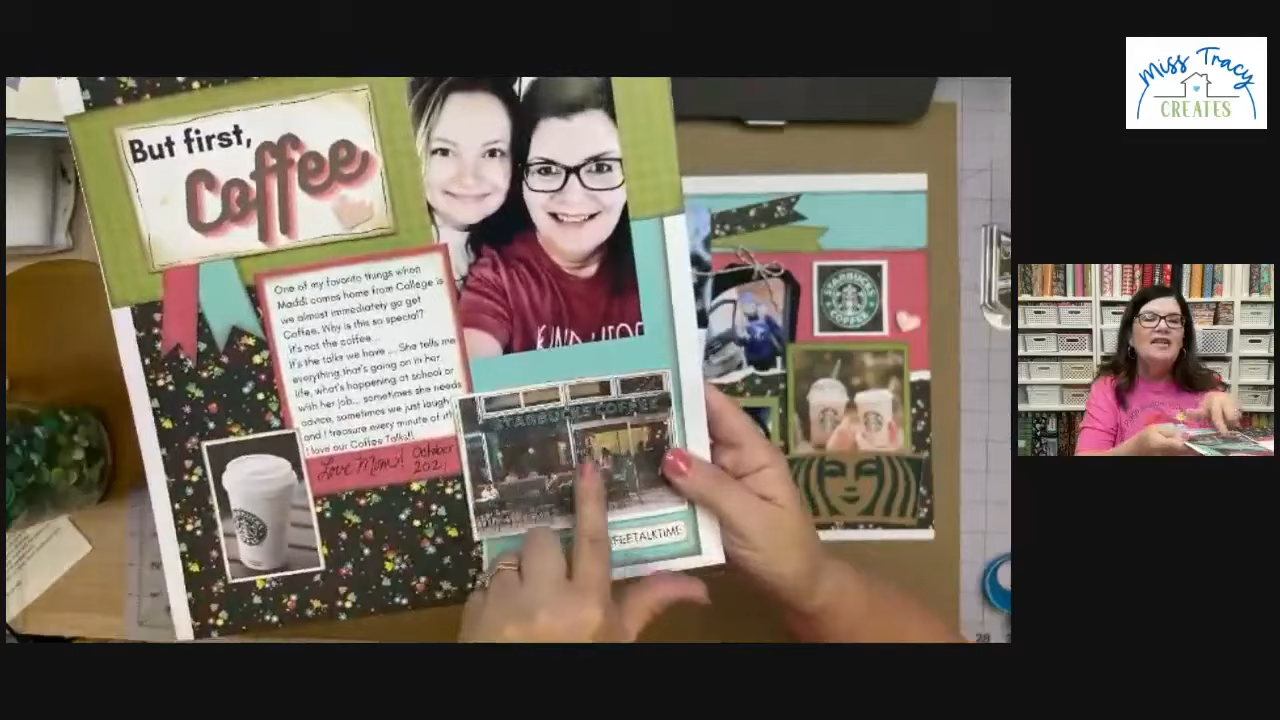 Miss Tracy
CREATES
But first,
Coffee
One of my favorite things when
Maddi comes home from College is
we almost immediately go get
Coffee. Why is this so special?
it's not the coffee...
it's the talks we have ... She tells me
everything that's going on in her
life, what's happening at school or
with her job... sometimes she needs
advice, sometimes we just laugh
and I treasure every minute of it!
I love our Coffee Talks!!
Love Mom! October
2021
STARBUCKS COFFEE
FEETALKTIME
STARBUCKS
COFFEE
28